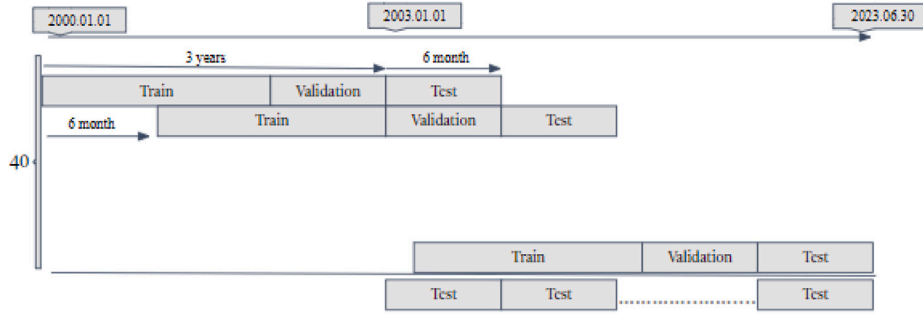 2000.01.01 2003.01.01 2023.06.30
3 years 6 month
Train Validation Test
6 month Train Validation Test
40
Train Validation Test
Test Test Test